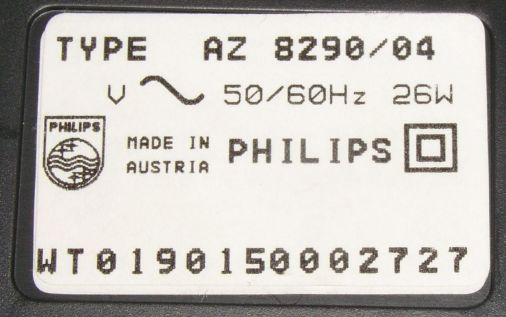 TYPE AZ 8290/04
V 50/60Hz 26W
PHILIPS
MADE IN
AUSTRIA
PHILIPS
WT0190150002727